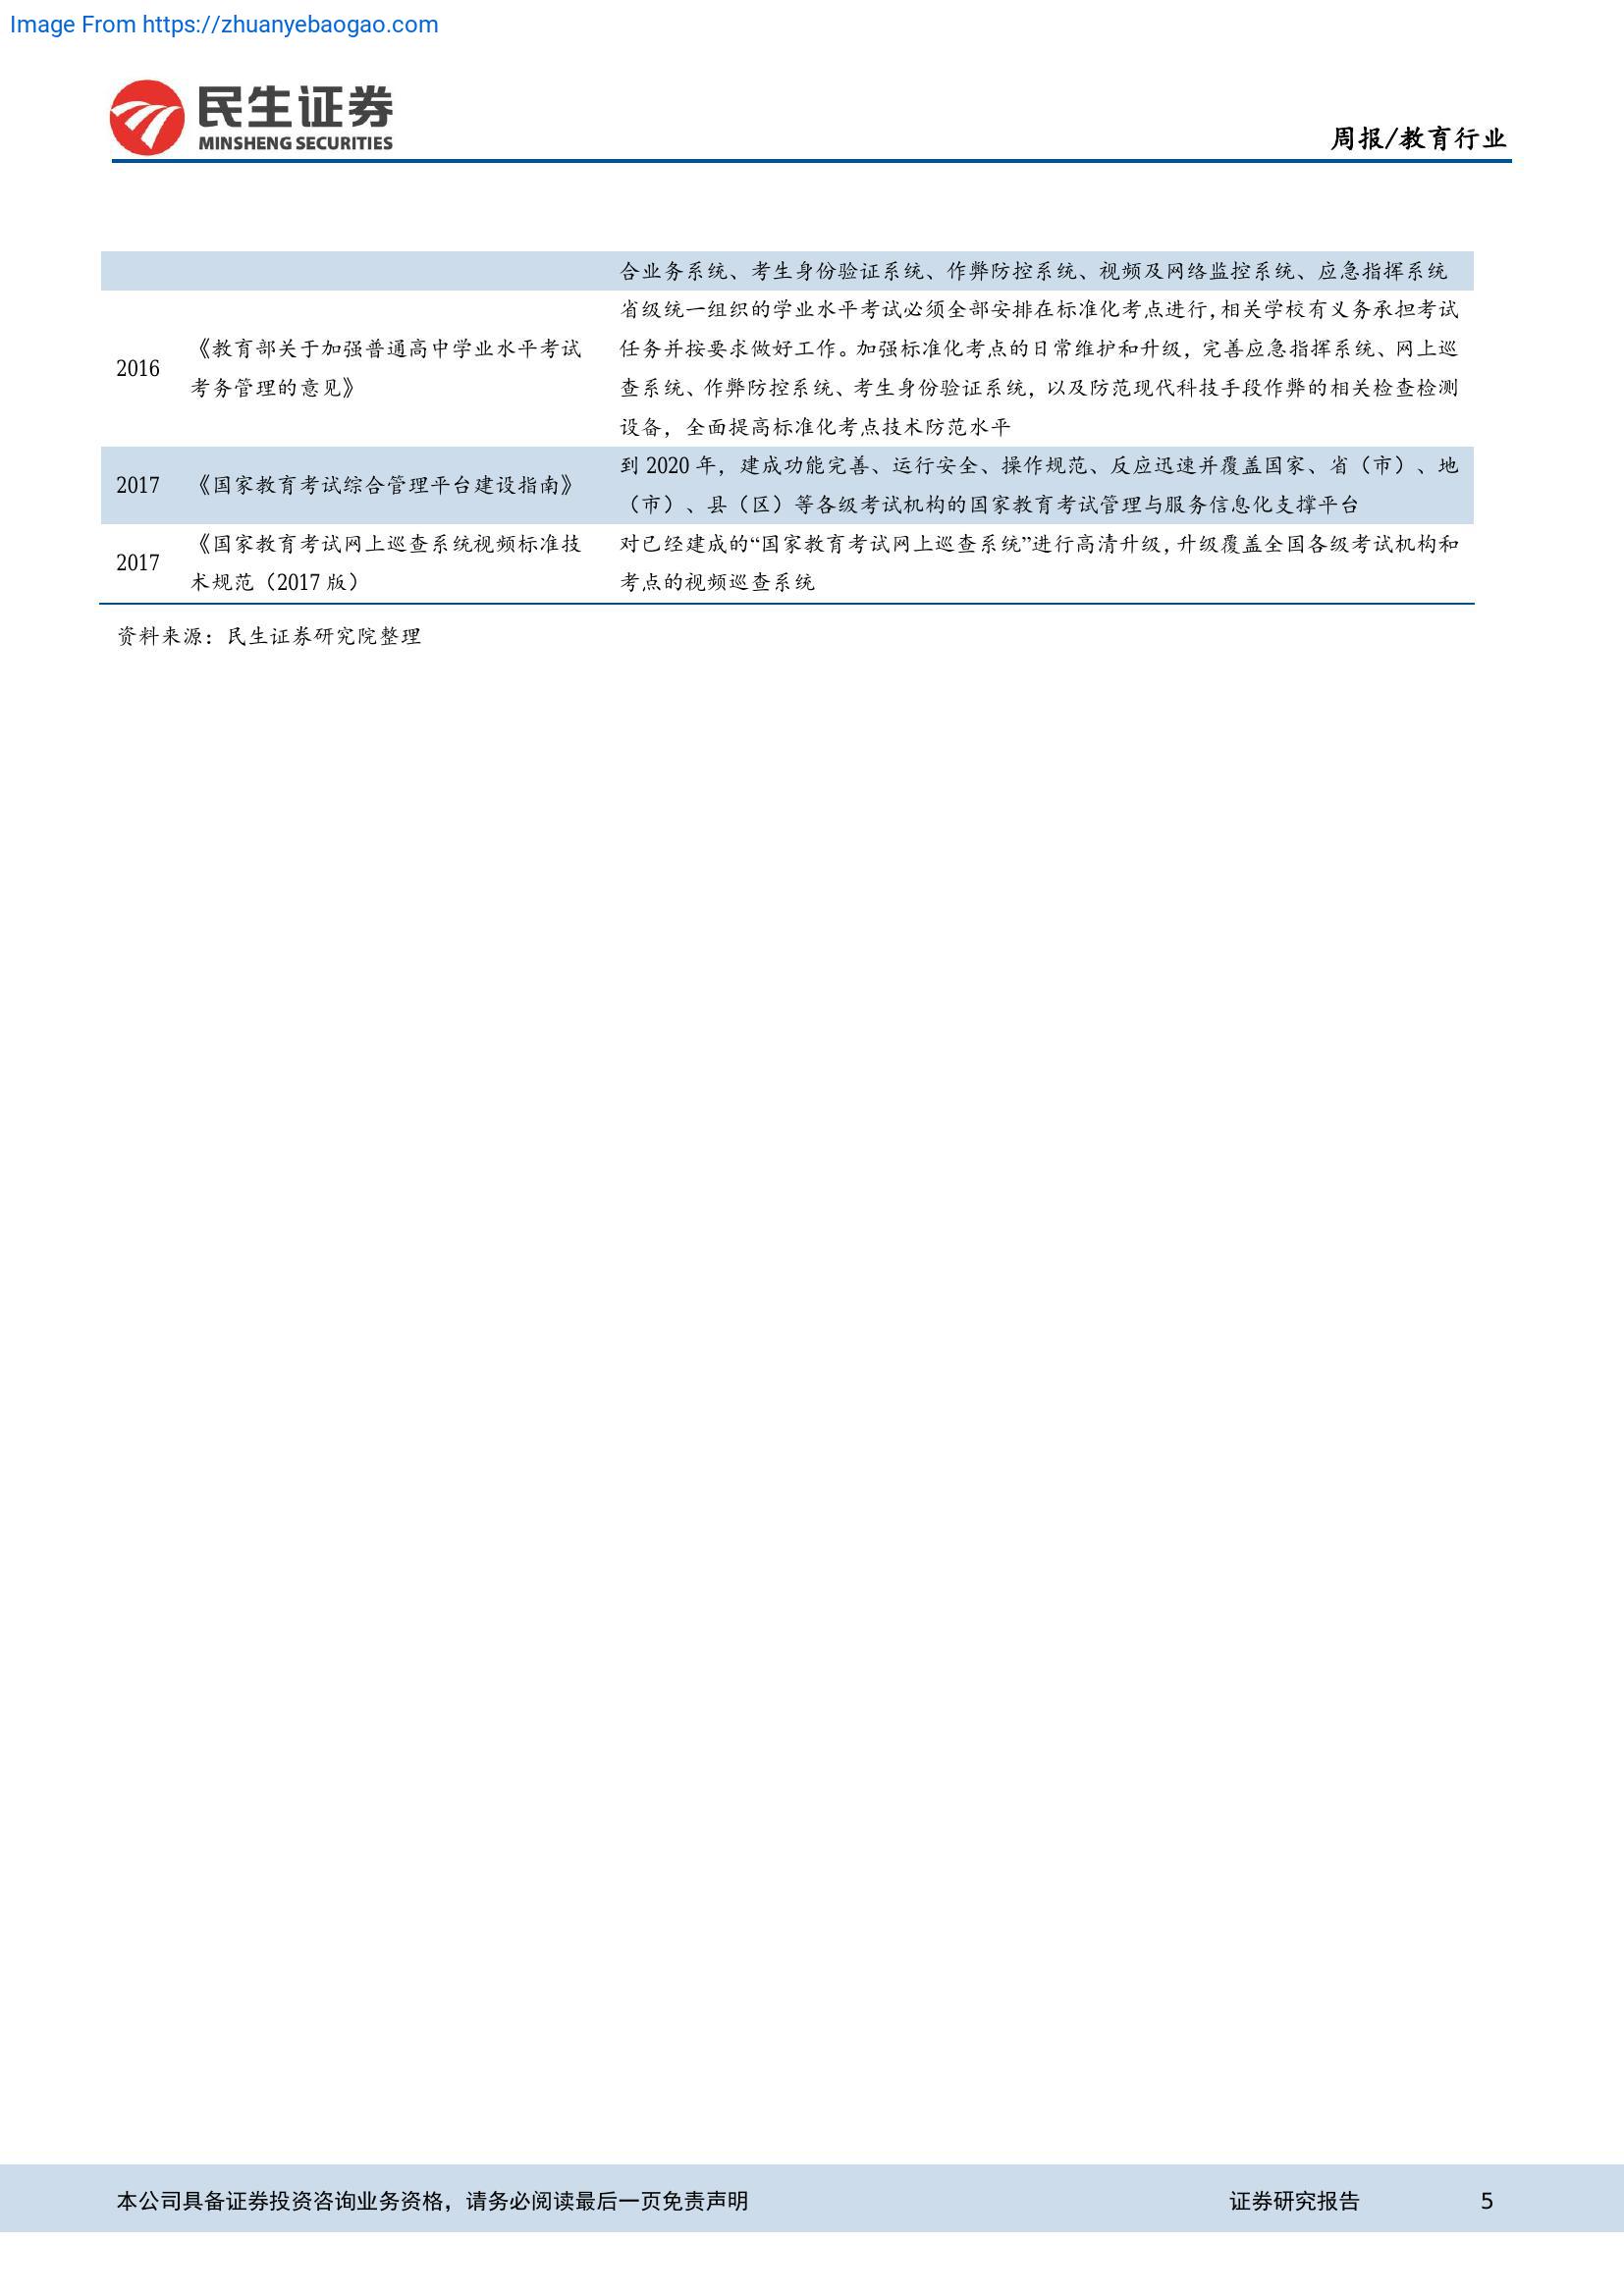 Image From https://zhuanyebaogao.com
民生证券
MINSHENG SECURITIES
周报/教育行业
合业务系统、考生身份验证系统、作弊防控系统、视频及网络监控系统、应急指挥系统
2016
《教育部关于加强普通高中学业水平考试
考务管理的意见》
省级统一组织的学业水平考试必须全部安排在标准化考点进行，相关学校有义务承担考试
任务并按要求做好工作。加强标准化考点的日常维护和升级，完善应急指挥系统、网上巡
查系统、作弊防控系统、考生身份验证系统，以及防范现代科技手段作弊的相关检查检测
设备，全面提高标准化考点技术防范水平
2017
《国家教育考试综合管理平台建设指南》
到 2020 年，建成功能完善、运行安全、操作规范、反应迅速并覆盖国家、省（市）、地
（市）、县（区）等各级考试机构的国家教育考试管理与服务信息化支撑平台
2017
《国家教育考试网上巡查系统视频标准技
术规范（2017 版）
对已经建成的“国家教育考试网上巡查系统”进行高清升级，升级覆盖全国各级考试机构和
考点的视频巡查系统
资料来源：民生证券研究院整理
本公司具备证券投资咨询业务资格，请务必阅读最后一页免责声明
证券研究报告
5